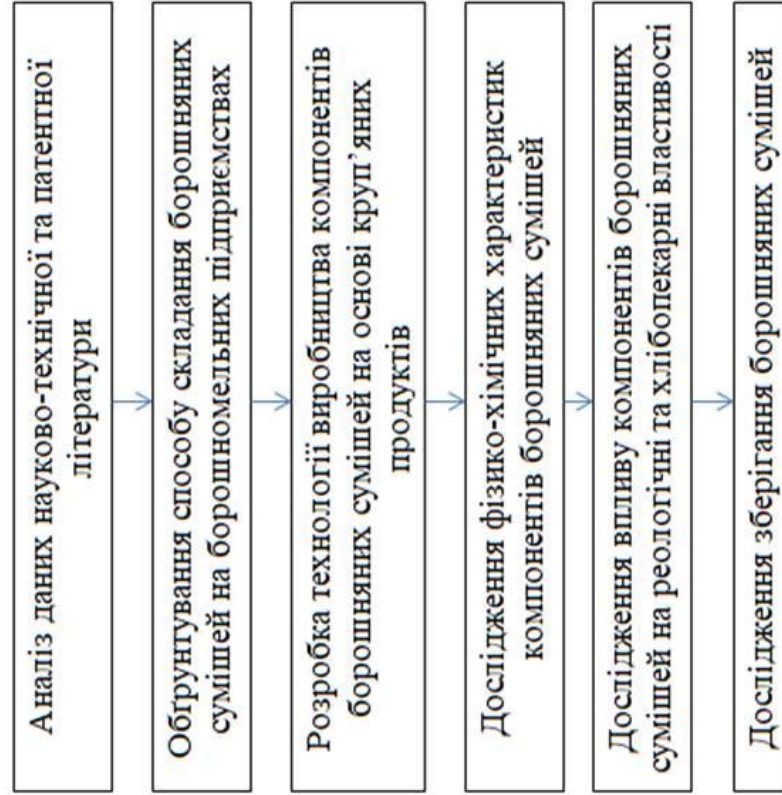 Аналіз даних науково-технічної та патентної
літератури
Обґрунтування способу складання борошняних
сумішей на борошномельних підприємствах
Розробка технології виробництва компонентів
борошняних сумішей на основі круп’яних
продуктів
Дослідження фізико-хімічних характеристик
компонентів борошняних сумішей
Дослідження впливу компонентів борошняних
сумішей на реологічні та хлібопекарні властивості
Дослідження зберігання борошняних сумішей